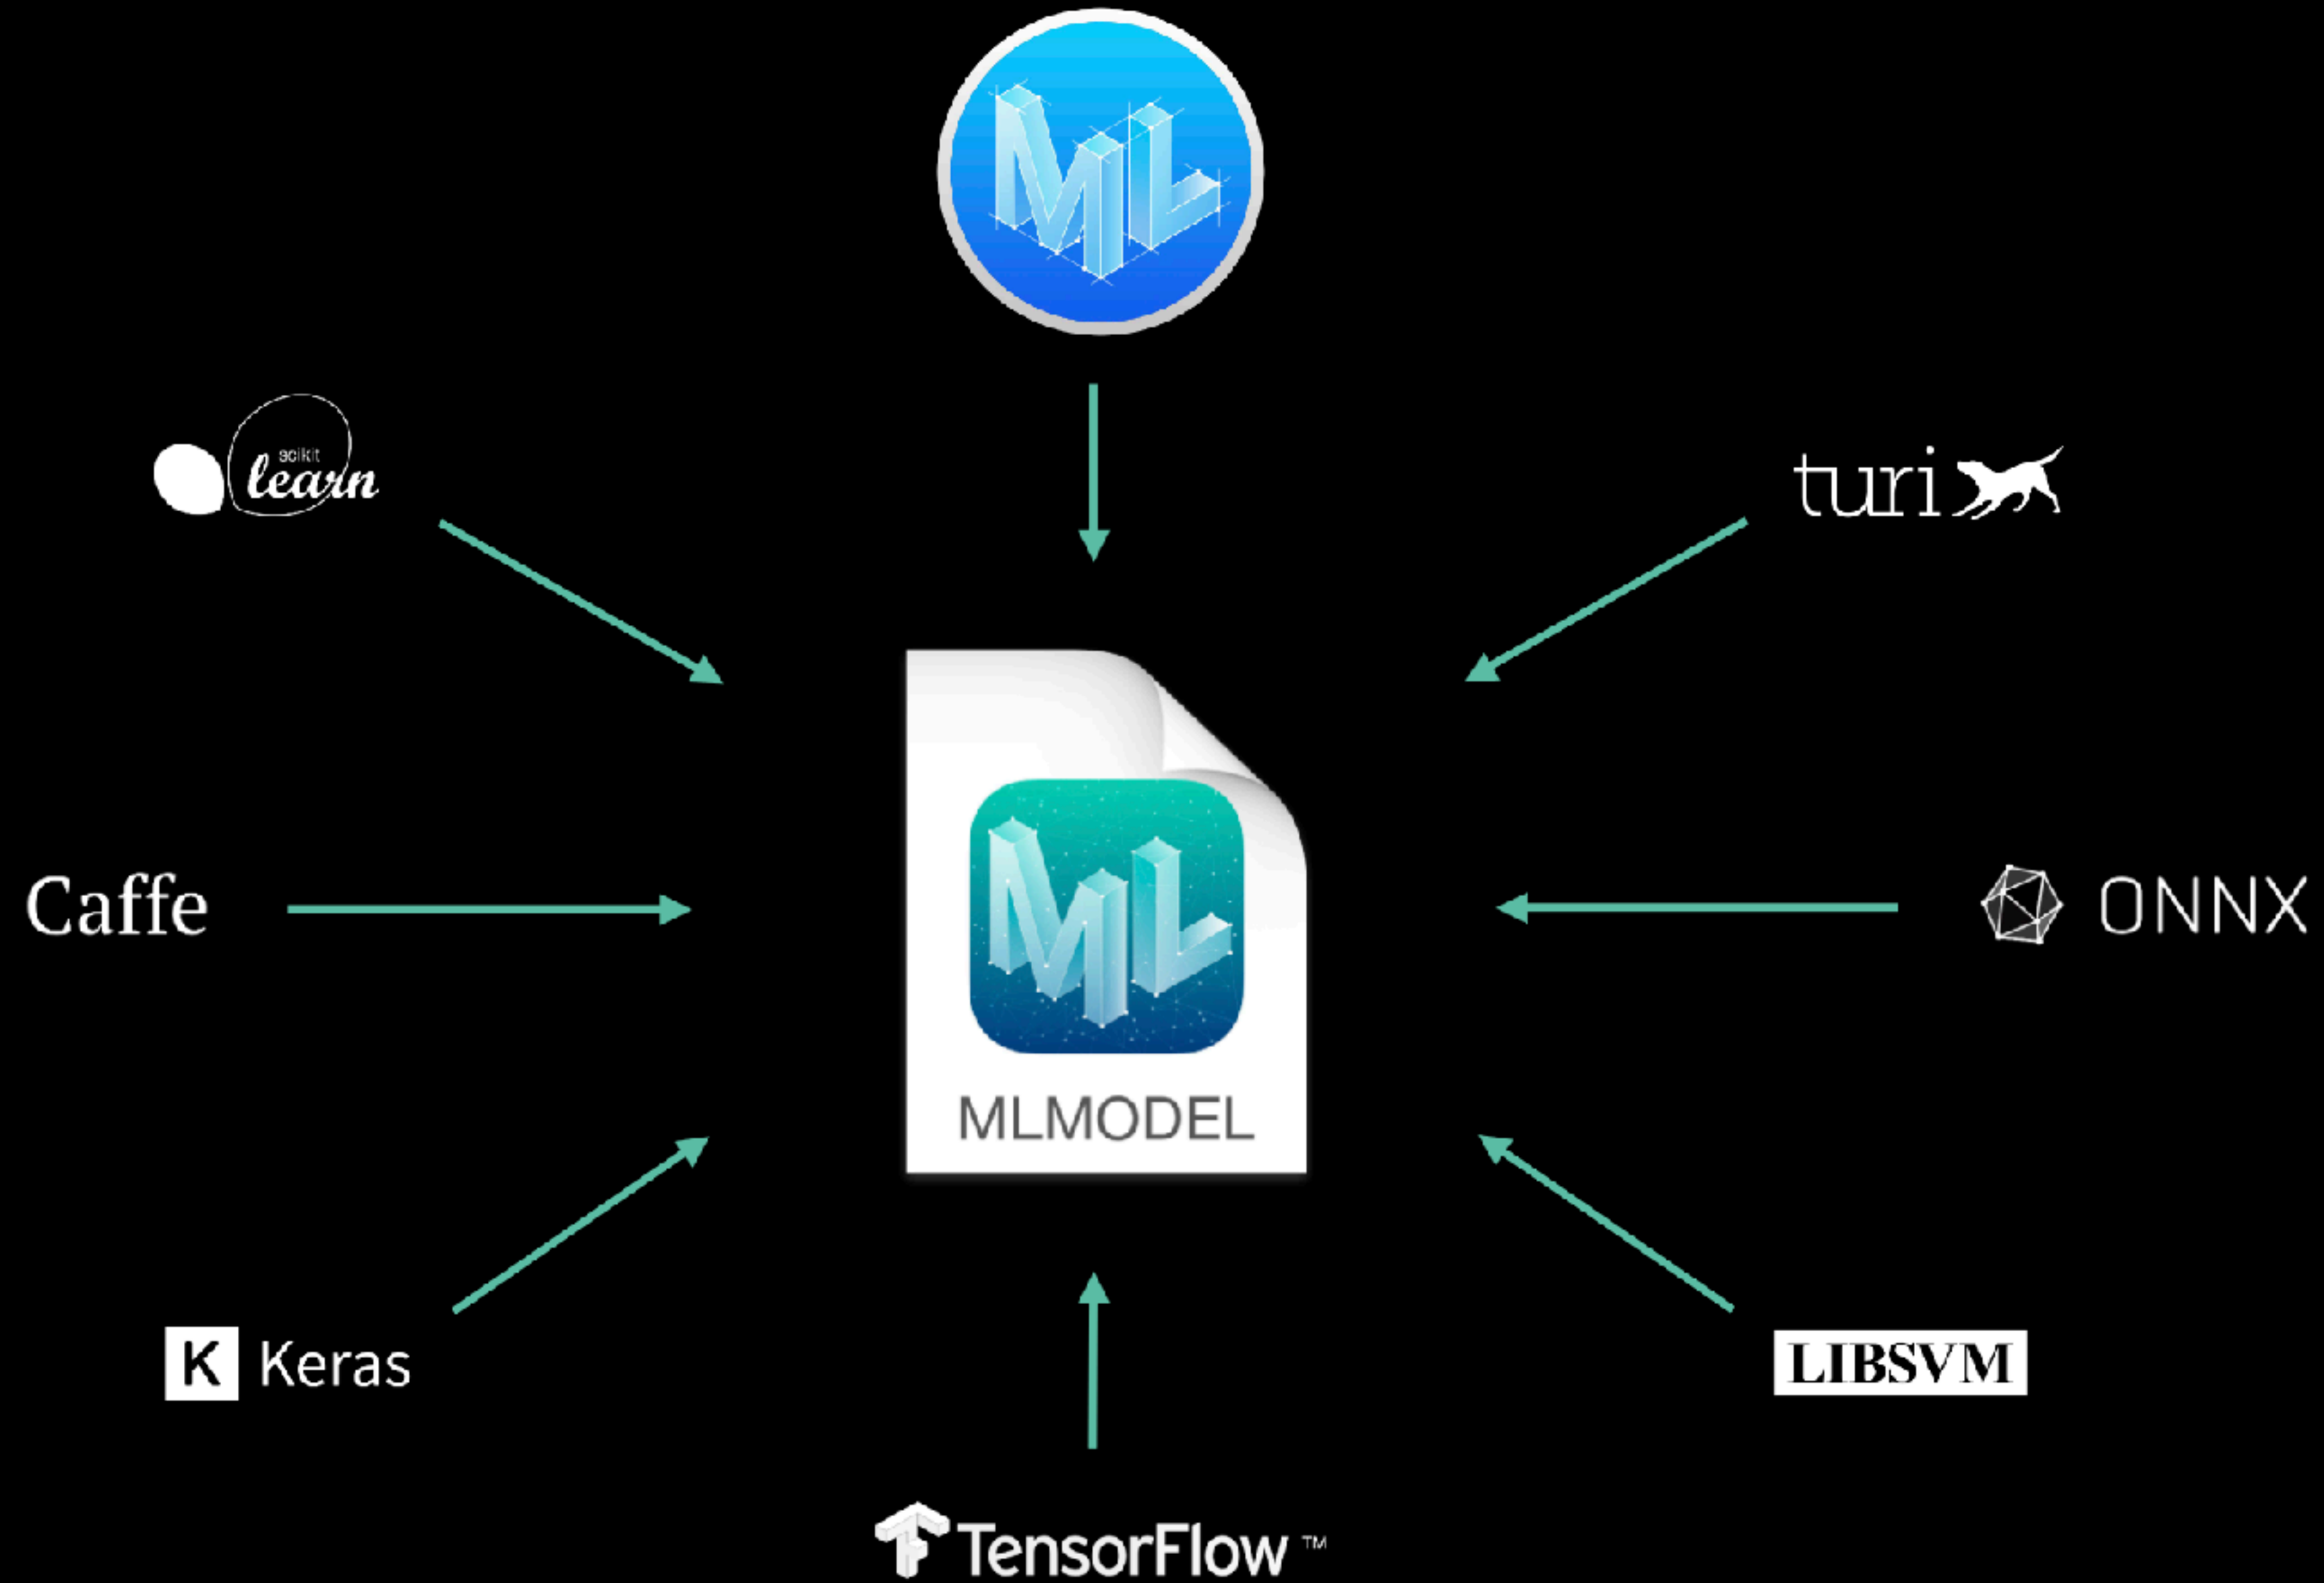 ML
scikit
learn
turi
ML
MLMODEL
Caffe
ONNX
K Keras
LIBSVM
TensorFlow ™